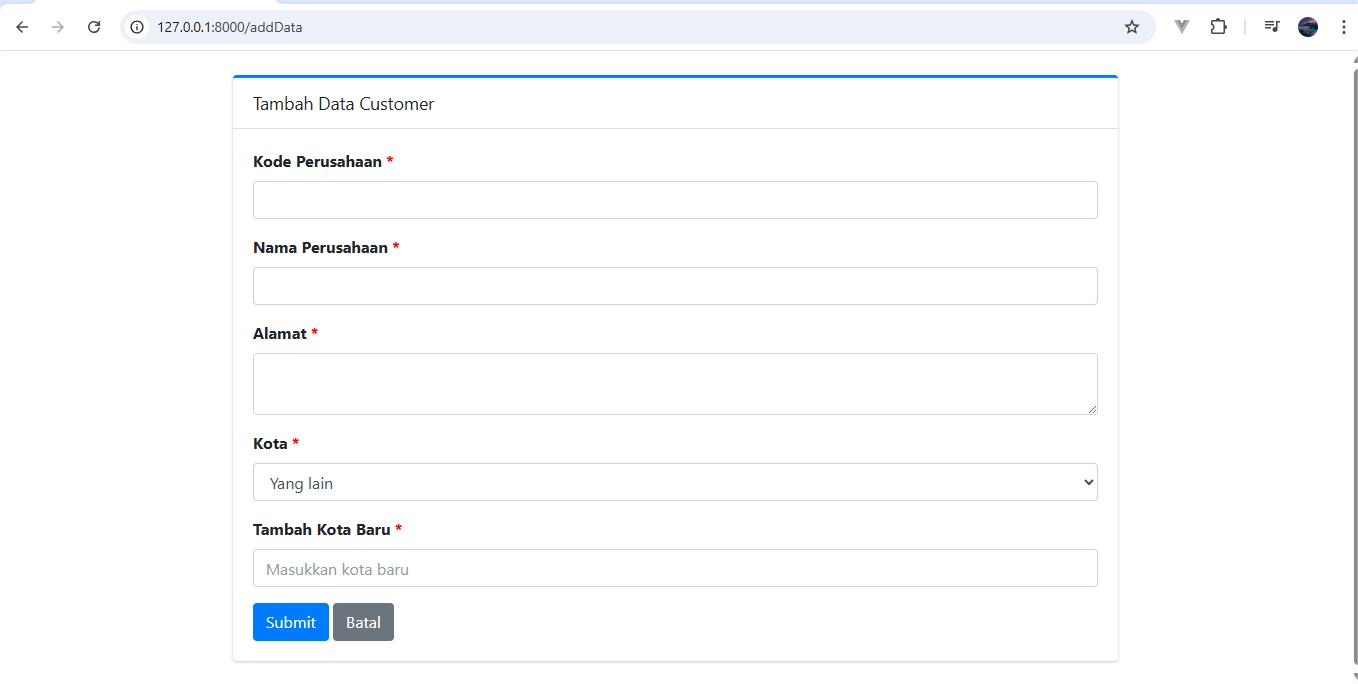 127.0.0.1:8000/addData
Tambah Data Customer
Kode Perusahaan *
Nama Perusahaan *
Alamat *
Kota *
Yang lain
Tambah Kota Baru *
Masukkan kota baru
Submit Batal